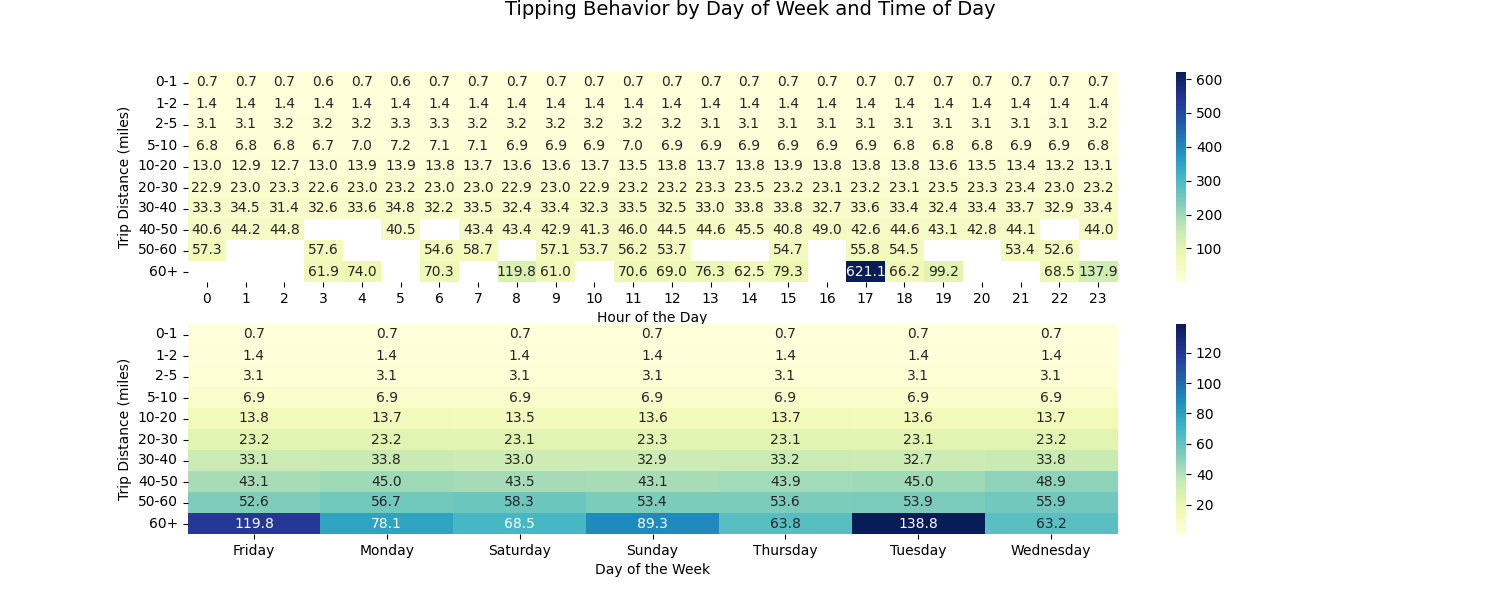 Tipping Behavior by Day of Week and Time of Day
0-1 0.7 0.7 0.7 0.6 0.7 0.6 0.7 0.7 0.7 0.7 0.7 0.7 0.7 0.7 0.7 0.7 0.7 0.7 0.7 0.7 0.7 0.7 0.7 0.7
1-2 1.4 1.4 1.4 1.4 1.4 1.4 1.4 1.4 1.4 1.4 1.4 1.4 1.4 1.4 1.4 1.4 1.4 1.4 1.4 1.4 1.4 1.4 1.4 1.4
2-5 3.1 3.1 3.2 3.2 3.2 3.3 3.3 3.2 3.2 3.2 3.2 3.2 3.2 3.1 3.1 3.1 3.1 3.1 3.1 3.1 3.1 3.1 3.1 3.2
5-10 6.8 6.8 6.8 6.7 7.0 7.2 7.1 7.1 6.9 6.9 6.9 7.0 6.9 6.9 6.9 6.9 6.9 6.9 6.8 6.8 6.8 6.9 6.9 6.8
10-20 13.0 12.9 12.7 13.0 13.9 13.9 13.8 13.7 13.6 13.6 13.7 13.5 13.8 13.7 13.8 13.9 13.8 13.8 13.8 13.6 13.5 13.4 13.2 13.1
20-30 22.9 23.0 23.3 22.6 23.0 23.2 23.0 23.0 22.9 23.0 22.9 23.2 23.2 23.3 23.5 23.2 23.1 23.2 23.1 23.5 23.3 23.4 23.0 23.2
30-40 33.3 34.5 31.4 32.6 33.6 34.8 32.2 33.5 32.4 33.4 32.3 33.5 32.5 33.0 33.8 33.8 32.7 33.6 33.4 32.4 33.4 33.7 32.9 33.4
40-50 40.6 44.2 44.8 40.5 43.4 43.4 42.9 41.3 46.0 44.5 44.6 45.5 40.8 49.0 42.6 44.6 43.1 42.8 44.1 44.0
50-60 57.3 57.6 54.6 58.7 57.1 53.7 56.2 53.7 54.7 55.8 54.5 53.4 52.6
60+ 61.9 74.0 70.3 119.8 61.0 70.6 69.0 76.3 62.5 79.3 621.1 66.2 99.2 68.5 137.9
0 1 2 3 4 5 6 7 8 9 10 11 12 13 14 15 16 17 18 19 20 21 22 23
Hour of the Day
Trip Distance (miles)
600
500
400
300
200
100
0-1 0.7 0.7 0.7 0.7 0.7 0.7 0.7
1-2 1.4 1.4 1.4 1.4 1.4 1.4 1.4
2-5 3.1 3.1 3.1 3.1 3.1 3.1 3.1
5-10 6.9 6.9 6.9 6.9 6.9 6.9 6.9
10-20 13.8 13.7 13.5 13.6 13.7 13.6 13.7
20-30 23.2 23.2 23.1 23.3 23.1 23.1 23.2
30-40 33.1 33.8 33.0 32.9 33.2 32.7 33.8
40-50 43.1 45.0 43.5 43.1 43.9 45.0 48.9
50-60 52.6 56.7 58.3 53.4 53.6 53.9 55.9
60+ 119.8 78.1 68.5 89.3 63.8 138.8 63.2
Friday Monday Saturday Sunday Thursday Tuesday Wednesday
Day of the Week
Trip Distance (miles)
120
100
80
60
40
20